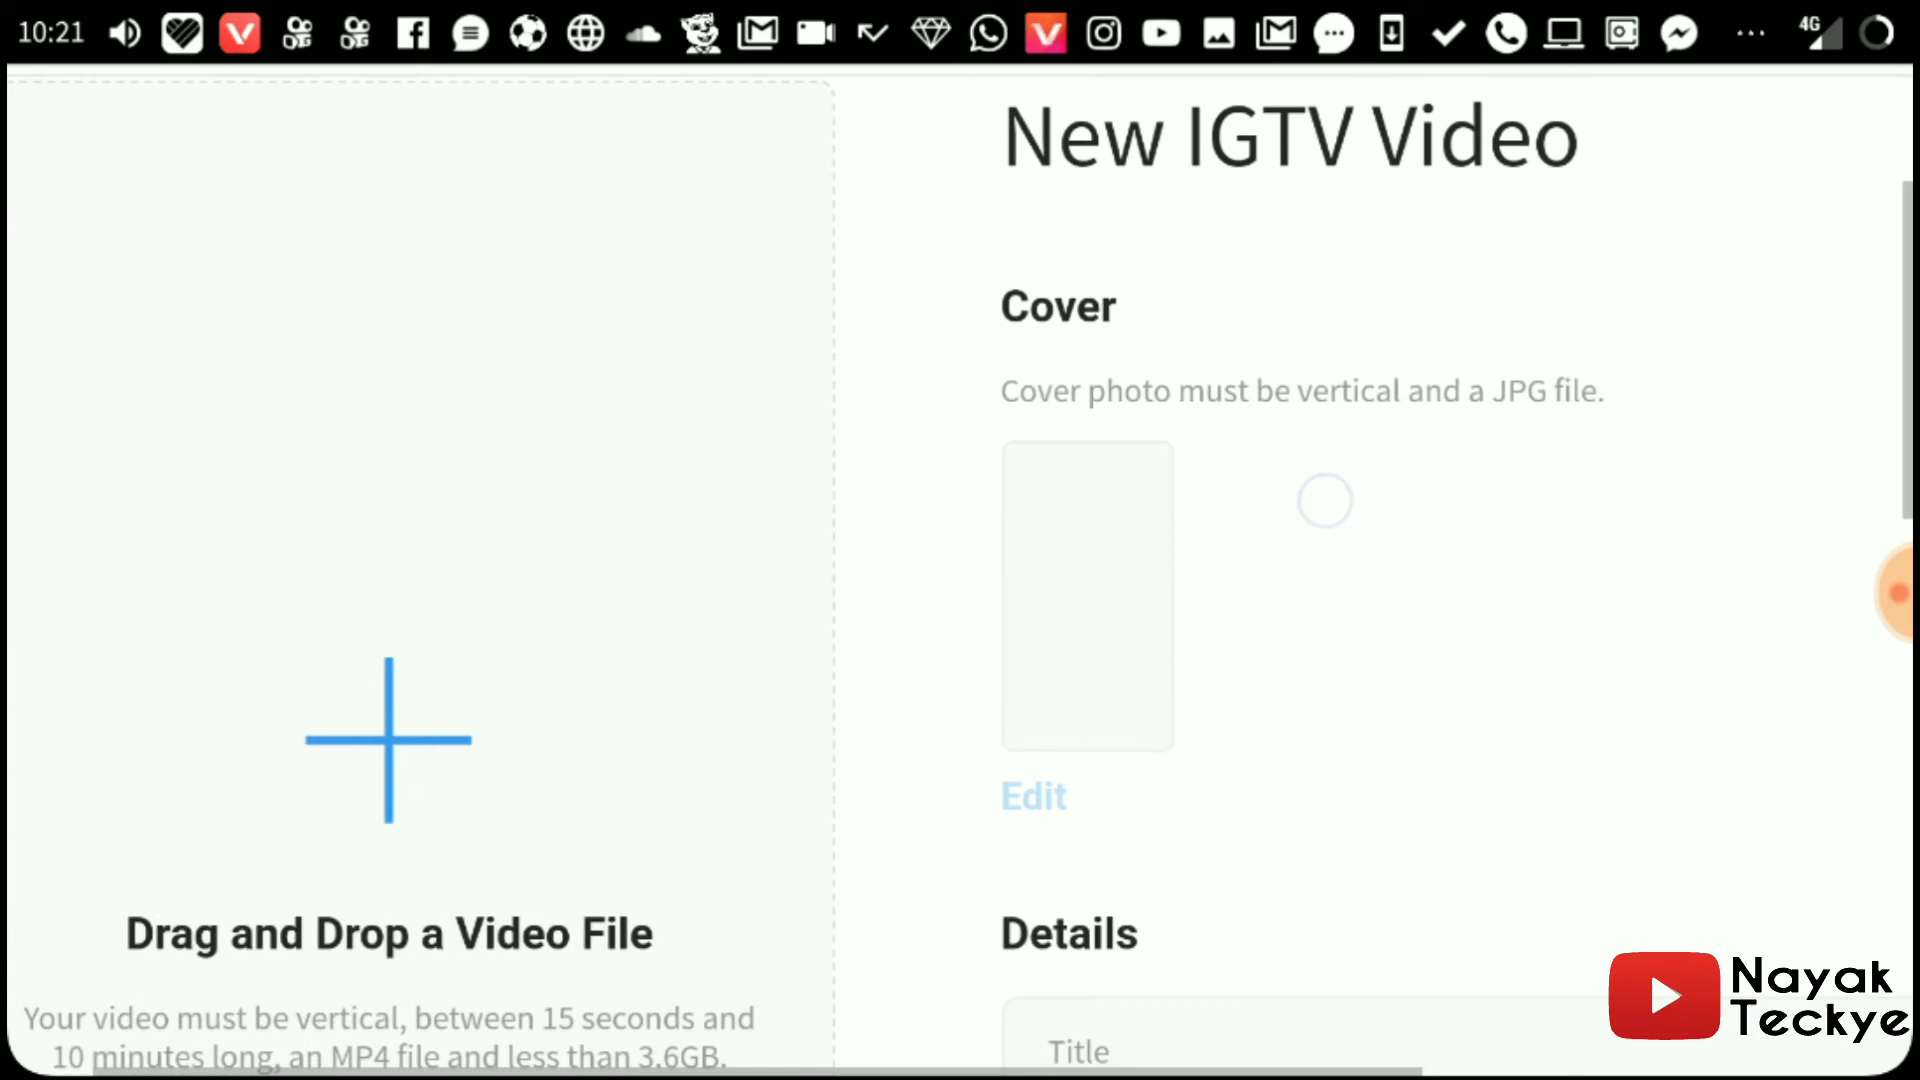 10:21
4G
New IGTV Video
Cover
Cover photo must be vertical and a JPG file.
Edit
Drag and Drop a Video File
Your video must be vertical, between 15 seconds and
10 minutes long, an MP4 file and less than 3.6GB.
Details
Title
Nayak
Teckye